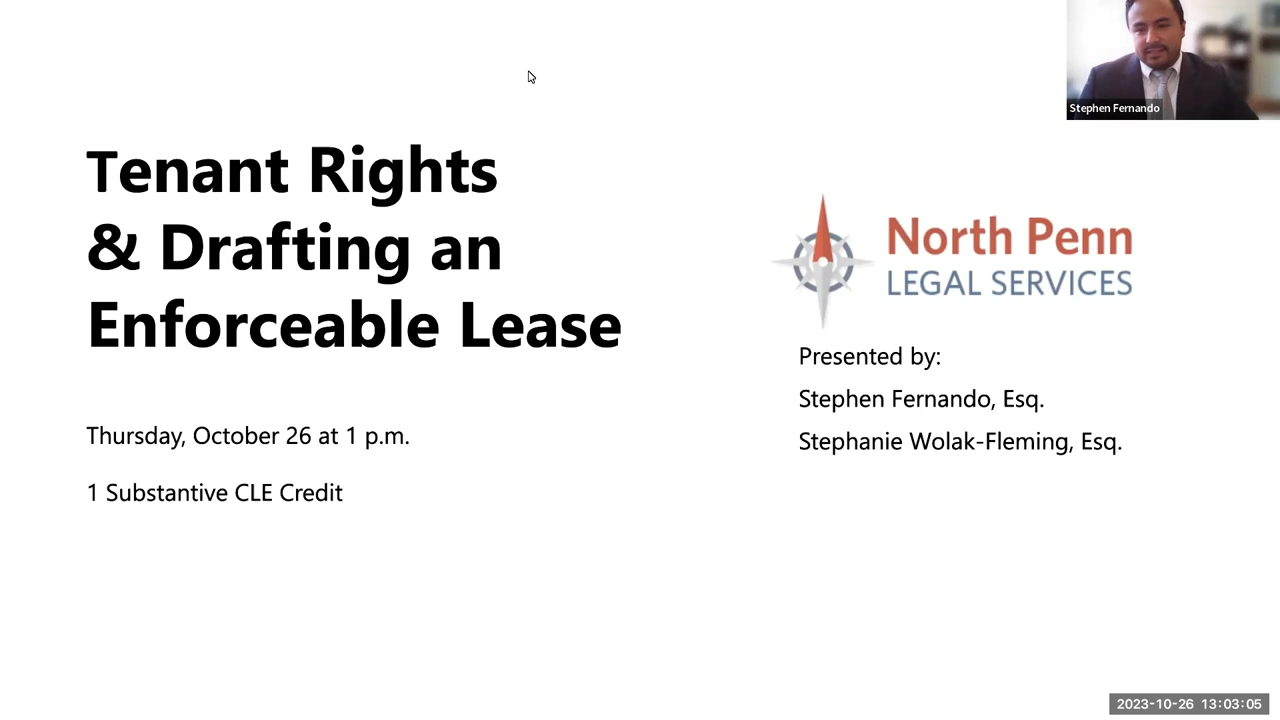 Stephen Fernando
Tenant Rights
& Drafting an
Enforceable Lease
Thursday, October 26 at 1 p.m.
1 Substantive CLE Credit
North Penn
LEGAL SERVICES
Presented by:
Stephen Fernando, Esq.
Stephanie Wolak-Fleming, Esq.
2023-10-26 13:03:05